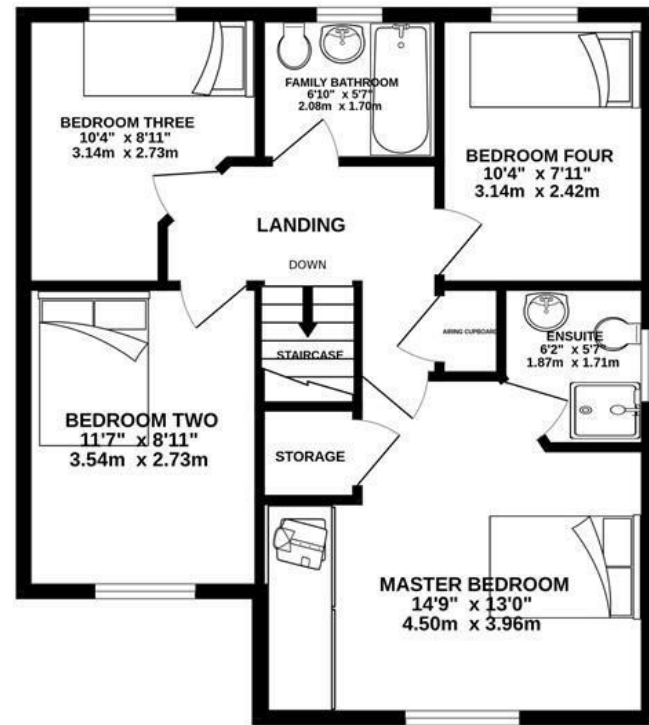 FAMILY BATHROOM
6'10" x 5'7"
2.08m x 1.70m
BEDROOM THREE
10'4" x 8'11"
3.14m x 2.73m
BEDROOM FOUR
10'4" x 7'11"
3.14m x 2.42m
LANDING
DOWN
STAIRCASE
AIRING CUPBOARD
ENSUITE
6'2" x 5'7"
1.87m x 1.71m
BEDROOM TWO
11'7" x 8'11"
3.54m x 2.73m
STORAGE
MASTER BEDROOM
14'9" x 13'0"
4.50m x 3.96m